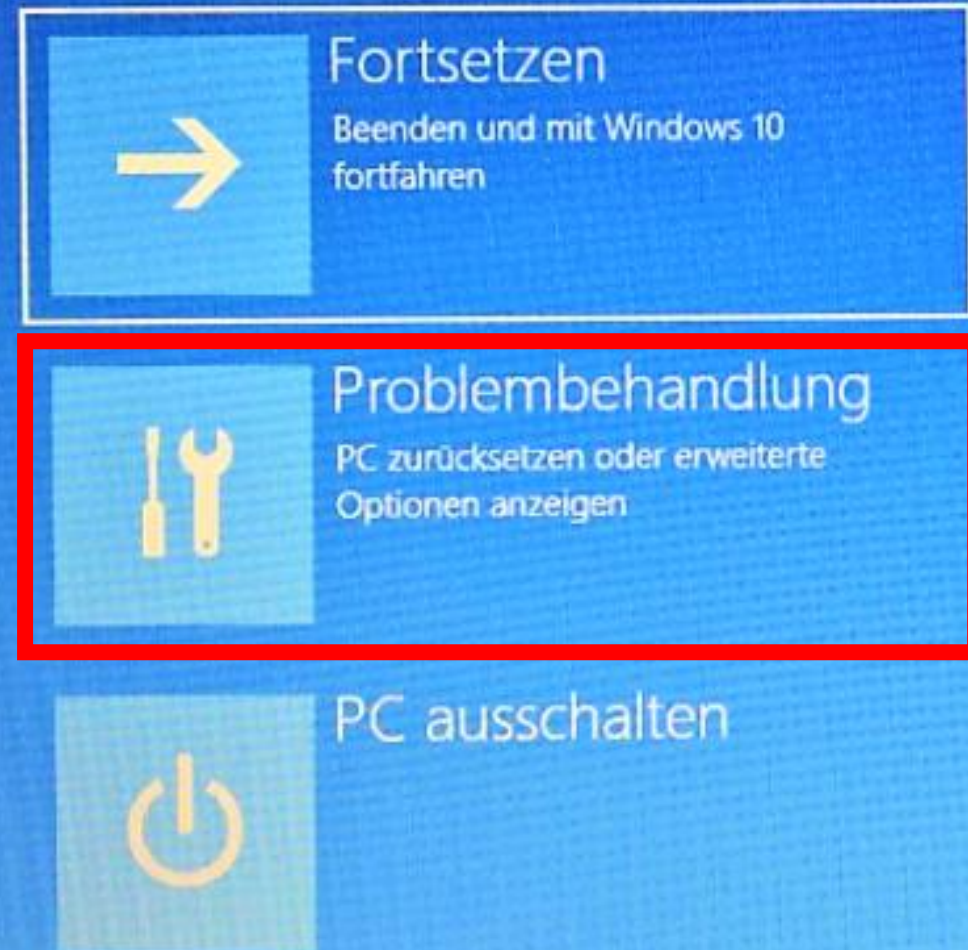 Fortsetzen
Beenden und mit Windows 10
fortfahren
Problembehandlung
PC zurücksetzen oder erweiterte
Optionen anzeigen
PC ausschalten